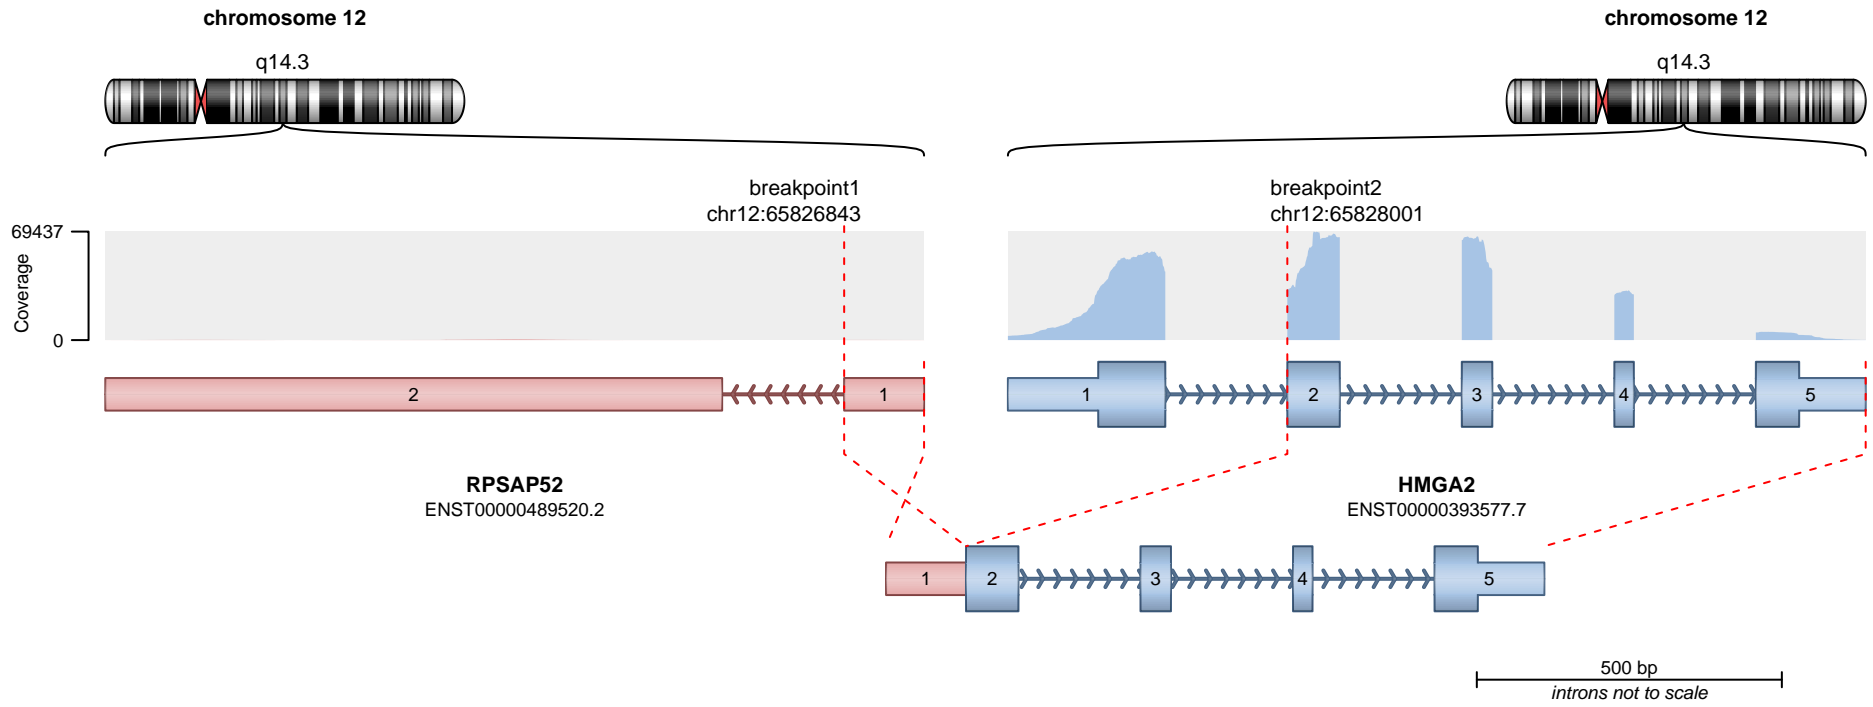 chromosome 12
chromosome 12
q14.3
q14.3
breakpoint1
chr12:65826843
breakpoint2
chr12:65828001
69437
Coverage
0
2
1
1
2
3
4
5
RPSAP52
ENST00000489520.2
HMGA2
ENST00000393577.7
1
2
3
4
5
500 bp
introns not to scale